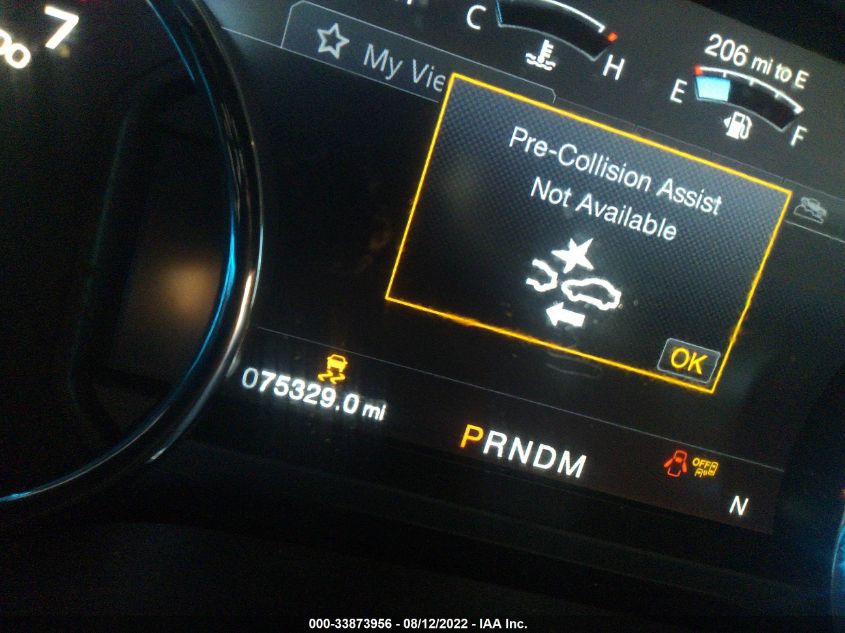 7
00
C
H
206 mi to E
E
F
My Vie
Pre-Collision Assist
Not Available
OK
075329.0 mi
PRNDM
OFF
N
000-33873956 - 08/12/2022 - IAA Inc.